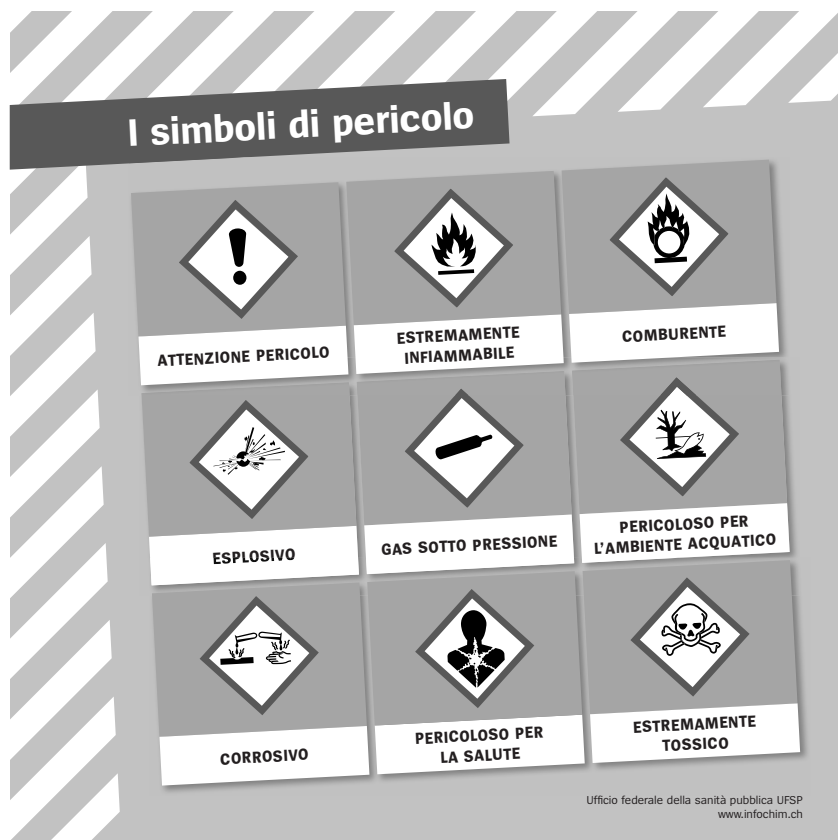 I simboli di pericolo
ATTENZIONE PERICOLO
ESTREMAMENTE
INFIAMMABILE
COMBURENTE
ESPLOSIVO
GAS SOTTO PRESSIONE
PERICOLOSO PER
L'AMBIENTE ACQUATICO
CORROSIVO
PERICOLOSO PER
LA SALUTE
ESTREMAMENTE
TOSSICO
Ufficio federale della sanità pubblica UFSP
www.infochim.ch